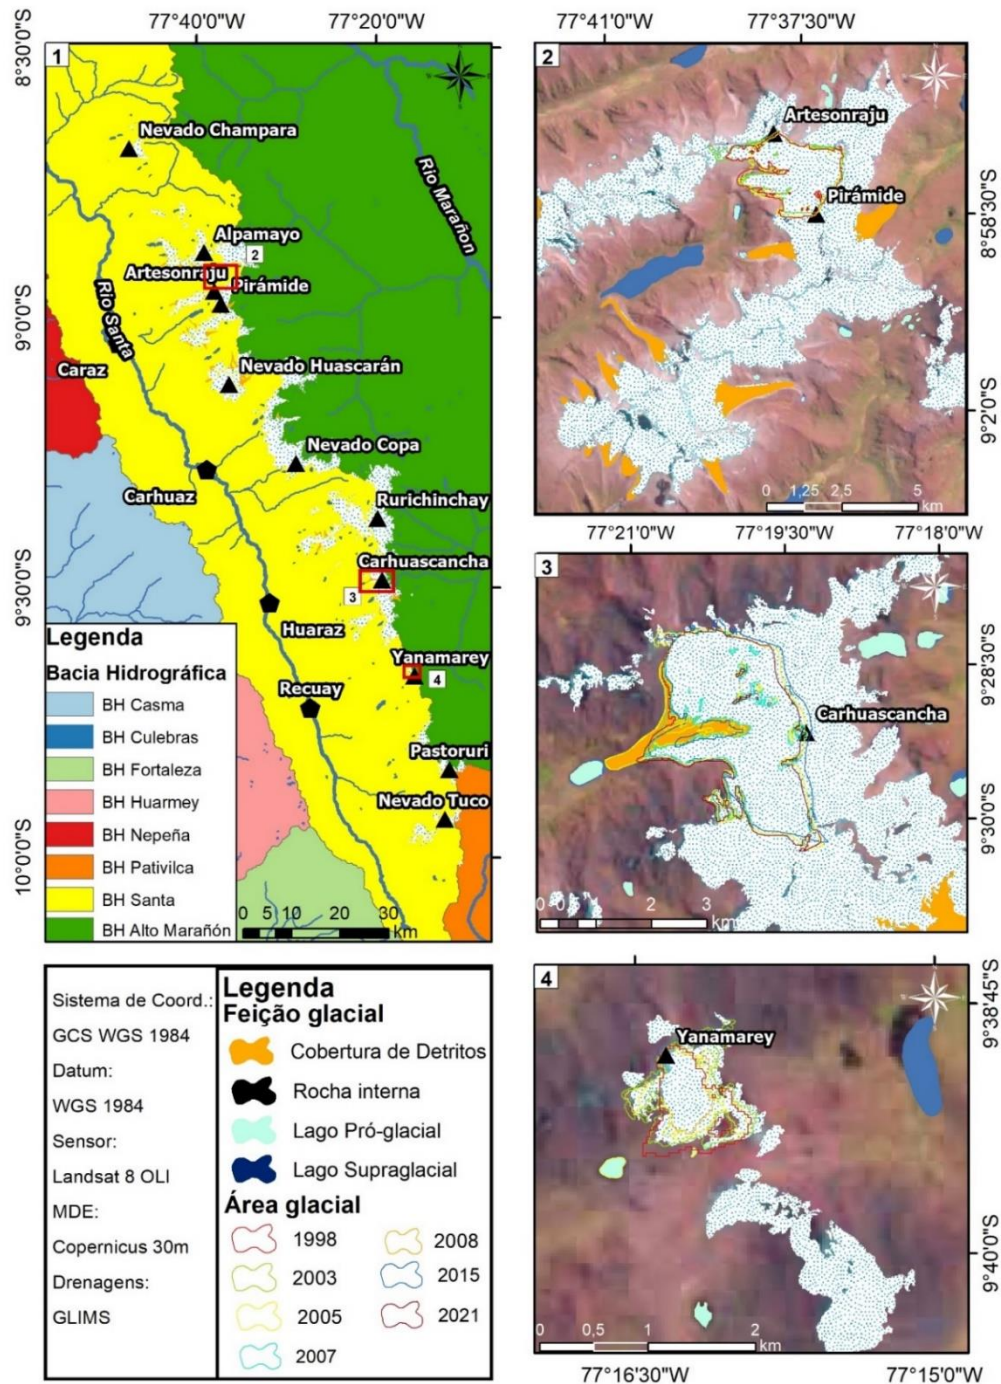 77°40'0"W
77°20'0"W
8°30'0"S
9°0'0"S
9°30'0"S
10°0'0"S
1
Nevado Champara
Rio Marañon
Alpamayo
2
Artesonraju
Pirámide
Rio Santa
Caraz
Nevado Huascarán
Nevado Copa
Carhuaz
Rurichinchay
Carhuascancha
3
Huaraz
Yanamarey
4
Recuay
Pastoruri
Nevado Tuco
Legenda
Bacia Hidrográfica
BH Casma
BH Culebras
BH Fortaleza
BH Huarmey
BH Nepeña
BH Pativilca
BH Santa
BH Alto Marañón
0 5 10 20 30
km
77°41'0"W
77°37'30"W
2
Artesonraju
Pirámide
8°58'30"S
9°2'0"S
0 1,25 2,5 5
km
77°21'0"W
77°19'30"W
77°18'0"W
3
9°28'30"S
Carhuascancha
9°30'0"S
0 0,5 1 2 3
km
4
9°38'45"S
Yanamarey
9°40'0"S
0 0,5 1 2
km
77°16'30"W
77°15'0"W
Sistema de Coord.:
GCS WGS 1984
Datum:
WGS 1984
Sensor:
Landsat 8 OLI
MDE:
Copernicus 30m
Drenagens:
GLIMS
Legenda
Feição glacial
Cobertura de Detritos
Rocha interna
Lago Pró-glacial
Lago Supraglacial
Área glacial
1998
2003
2005
2007
2008
2015
2021